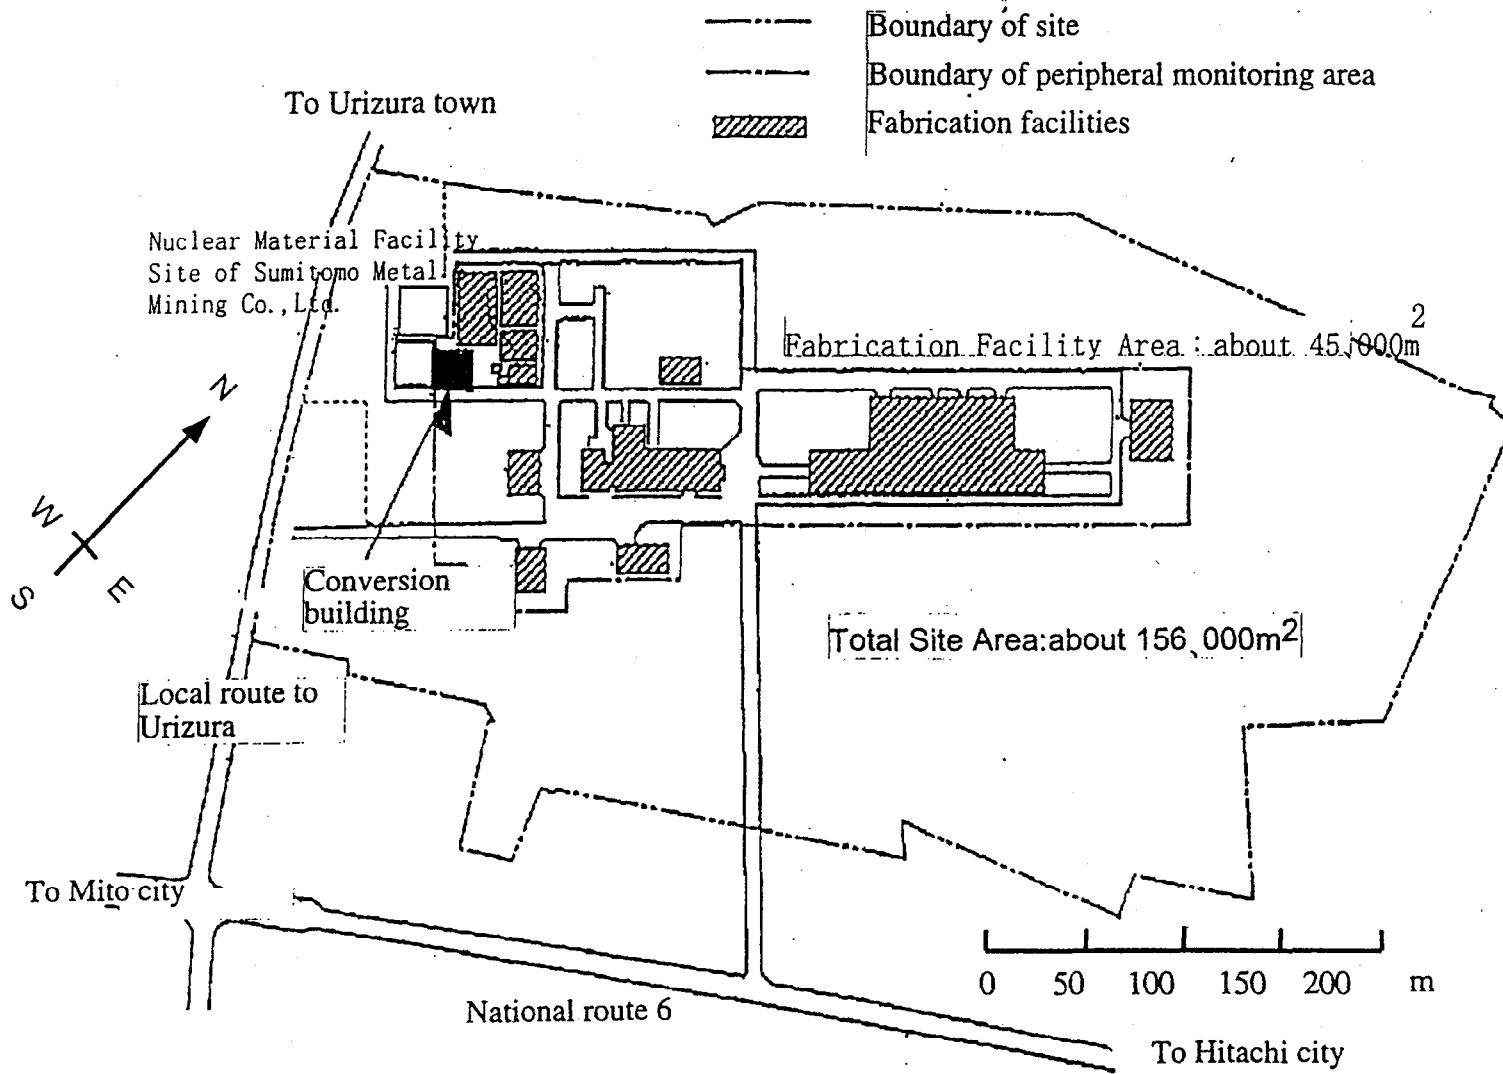 Boundary of site
Boundary of peripheral monitoring area
Fabrication facilities
To Urizura town
Nuclear Material Facility
Site of Sumitomo Metal
Mining Co.,Ltd.
Fabrication Facility Area : about 45,000m2
N
W
E
S
Conversion
building
Total Site Area:about 156,000m2
Local route to
Urizura
To Mito city
0 50 100 150 200 m
National route 6
To Hitachi city